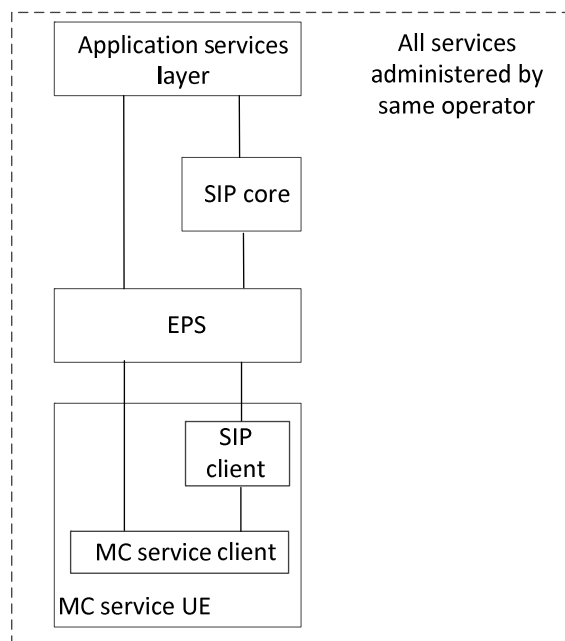 Application services
layer
All services
administered by
same operator
SIP core
EPS
SIP
client
MC service client
MC service UE